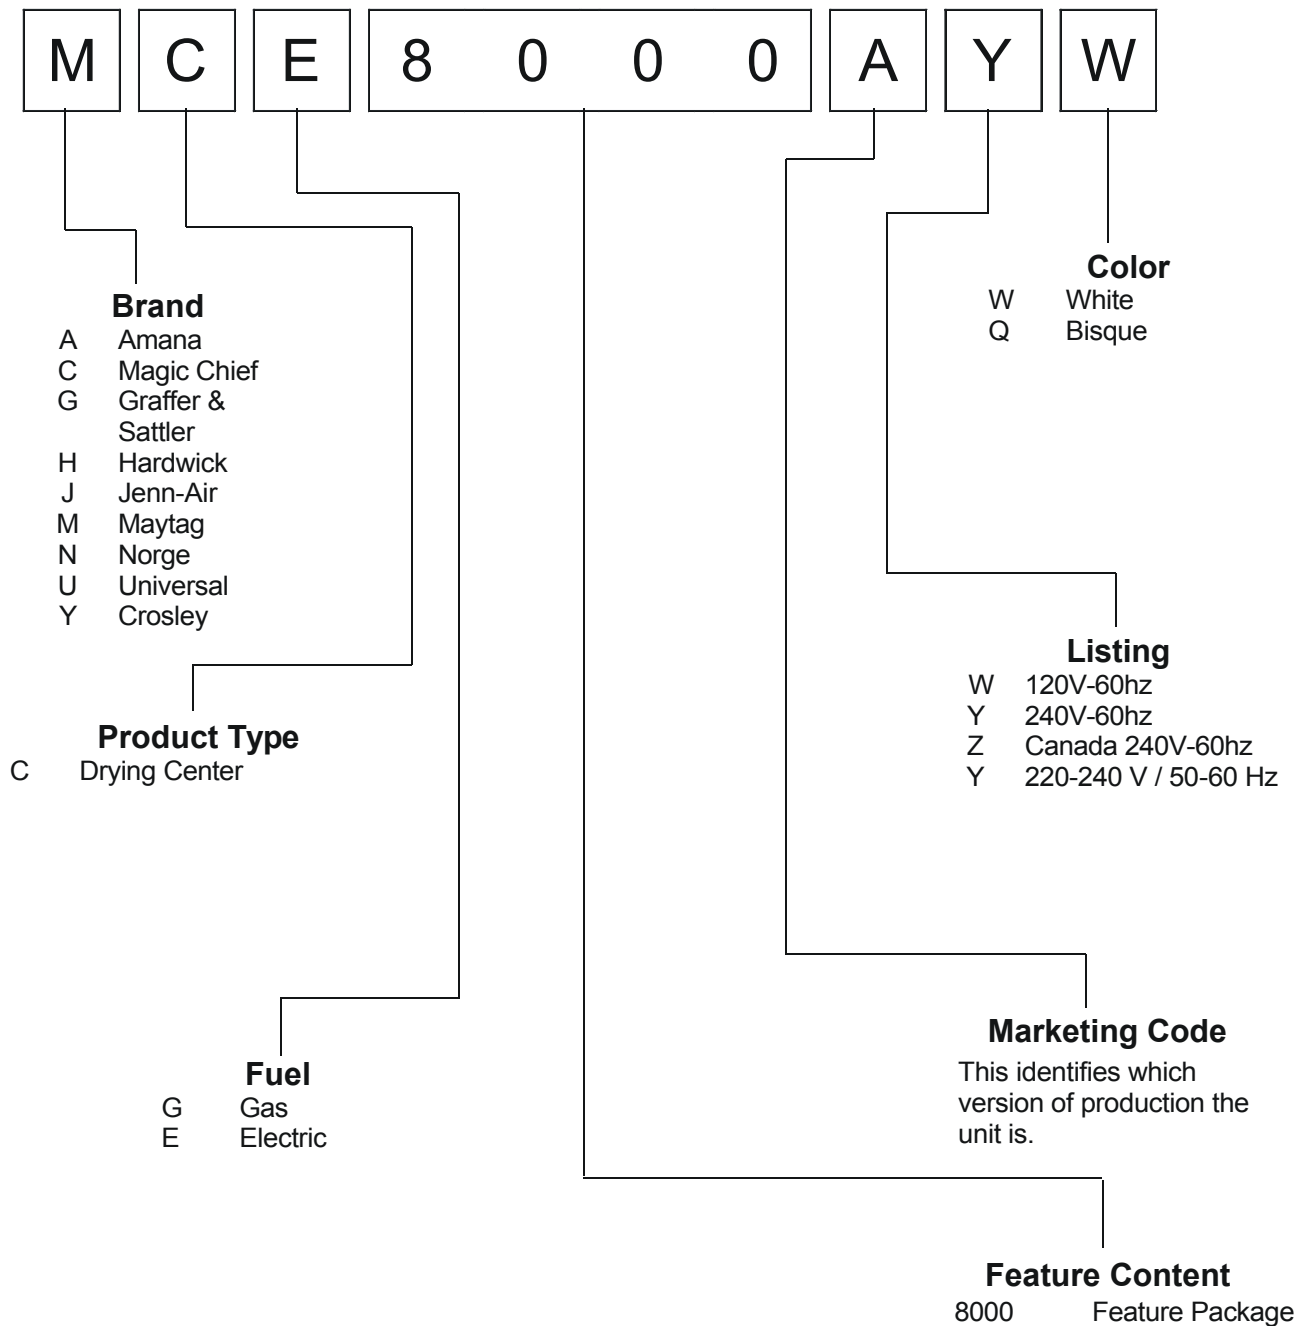 M C E 8 0 0 0 A Y W
Brand
A Amana
C Magic Chief
G Graffer &
Sattler
H Hardwick
J Jenn-Air
M Maytag
N Norge
U Universal
Y Crosley
Product Type
C Drying Center
Fuel
G Gas
E Electric
Color
W White
Q Bisque
Listing
W 120V-60hz
Y 240V-60hz
Z Canada 240V-60hz
Y 220-240 V / 50-60 Hz
Marketing Code
This identifies which
version of production the
unit is.
Feature Content
8000 Feature Package